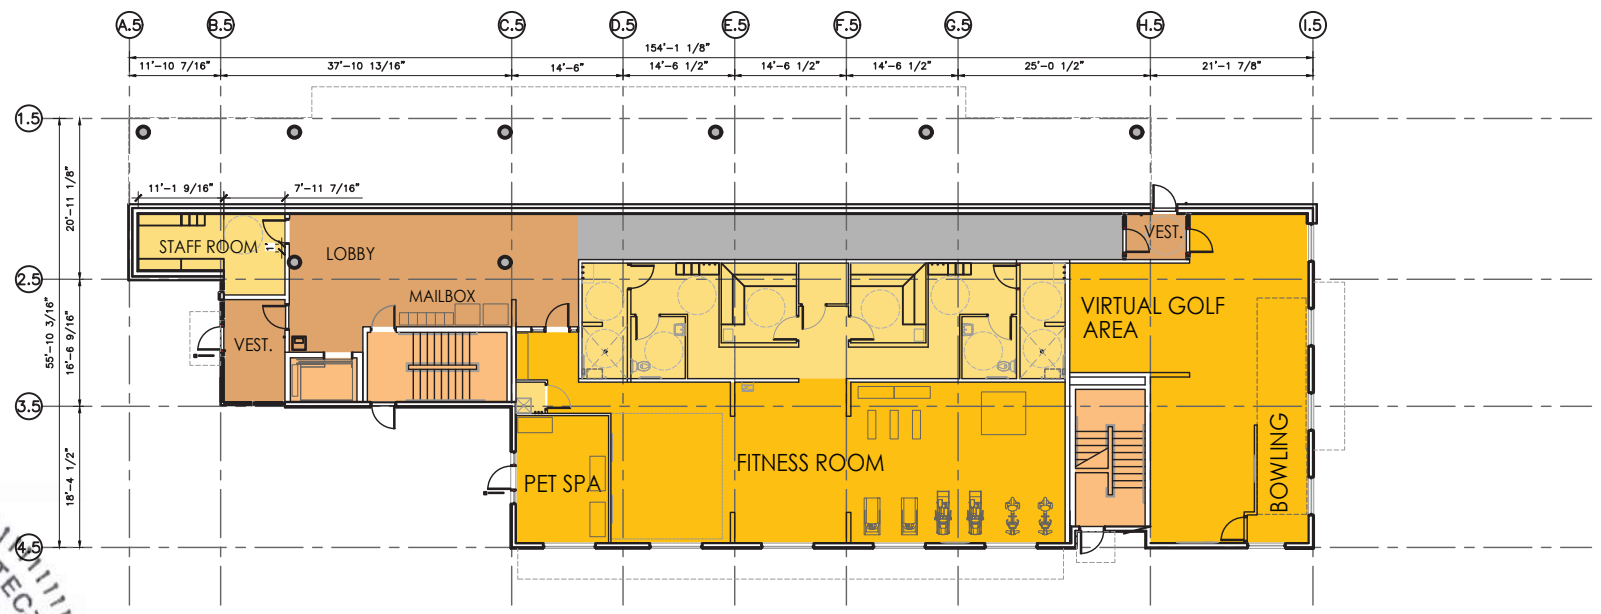 A.5 B.5 C.5 D.5 E.5 F.5 G.5 H.5 I.5
154'-1 1/8"
11'-10 7/16" 37'-10 13/16" 14'-6" 14'-6 1/2" 14'-6 1/2" 14'-6 1/2" 25'-0 1/2" 21'-1 7/8"
1.5
20'-11 1/8"
11'-1 9/16" 7'-11 7/16"
STAFF ROOM
1'
LOBBY
VEST.
2.5
MAILBOX
VIRTUAL GOLF
AREA
55'-10 3/16"
16'-6 9/16"
VEST.
3.5
18'-4 1/2"
PET SPA
FITNESS ROOM
BOWLING
4.5